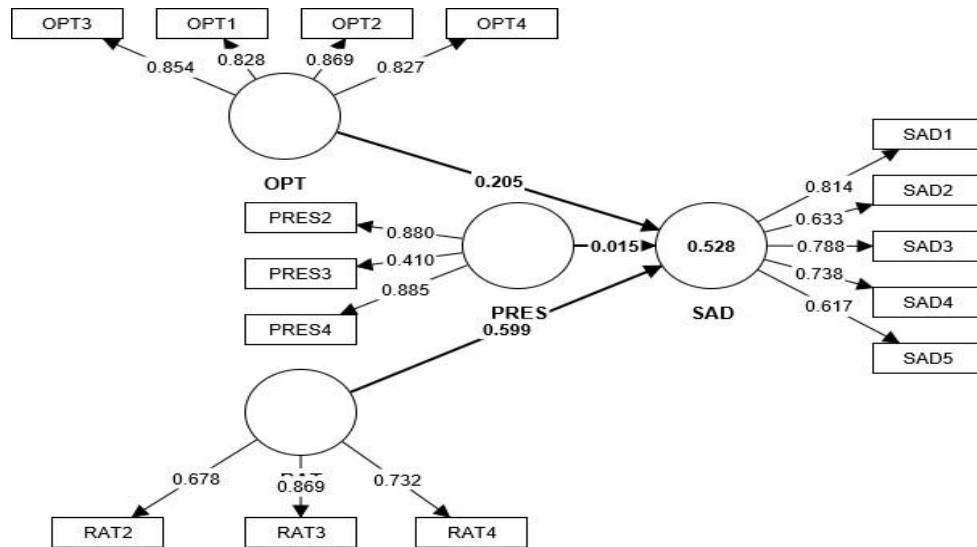 OPT3 OPT1 OPT2 OPT4
0.854 0.828 0.869 0.827
OPT
0.205
PRES2
PRES3
PRES4
0.880
0.410
0.885
PRES
0.015
0.599
0.528
SAD
0.814
0.633
0.788
0.738
0.617
SAD1
SAD2
SAD3
SAD4
SAD5
0.678 0.869 0.732
RAT2 RAT3 RAT4